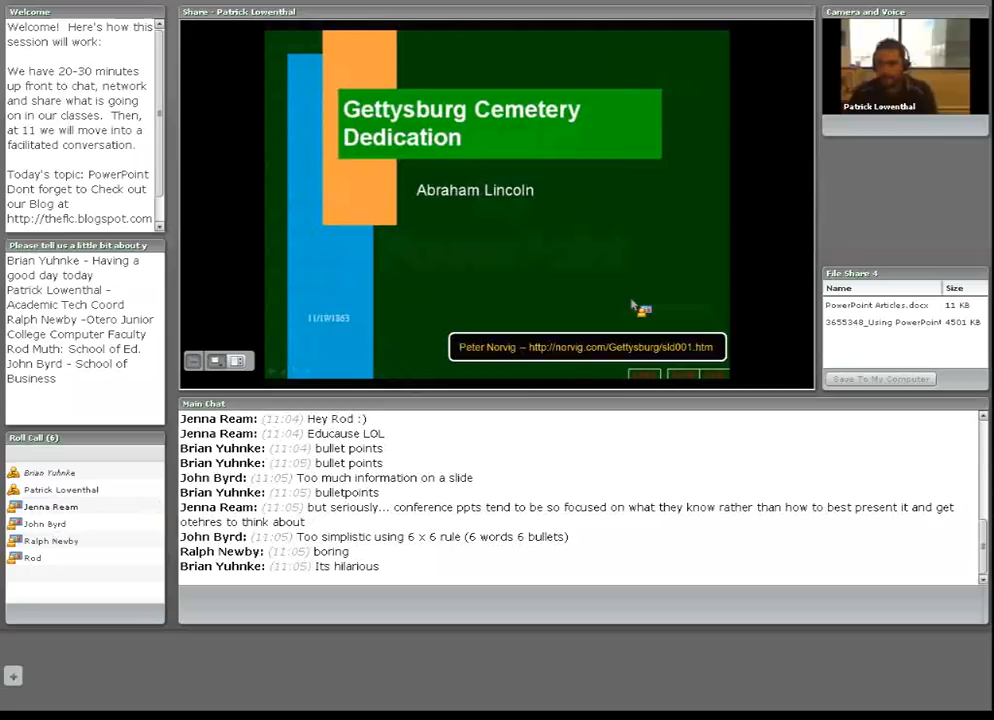 Welcome
Welcome!  Here's how this
session will work:
We have 20-30 minutes
up front to chat, network
and share what is going
on in our classes.  Then,
at 11 we will move into a
facilitated conversation.
Today's topic: PowerPoint
Dont forget to Check out
our Blog at
http://theflc.blogspot.com
Please tell us a little bit about y
Brian Yuhnke - Having a
good day today
Patrick Lowenthal -
Academic Tech Coord
Ralph Newby -Otero Junior
College Computer Faculty
Rod Muth: School of Ed.
John Byrd - School of
Business
Roll Call (6)
Brian Yuhnke
Patrick Lowenthal
Jenna Ream
John Byrd
Ralph Newby
Rod
Share - Patrick Lowenthal
Gettysburg Cemetery
Dedication
Abraham Lincoln
11/19/1863
Peter Norvig – http://norvig.com/Gettysburg/sld001.htm
Main Chat
Jenna Ream: (11:04) Hey Rod :)
Jenna Ream: (11:04) Educause LOL
Brian Yuhnke: (11:04) bullet points
Brian Yuhnke: (11:05) bullet points
John Byrd: (11:05) Too much information on a slide
Brian Yuhnke: (11:05) bulletpoints
Jenna Ream: (11:05) but seriously... conference ppts tend to be so focused on what they know rather than how to best present it and get
otehres to think about
John Byrd: (11:05) Too simplistic using 6 x 6 rule (6 words 6 bullets)
Ralph Newby: (11:05) boring
Brian Yuhnke: (11:05) Its hilarious
Camera and Voice
Patrick Lowenthal
File Share 4
Name Size
PowerPoint Articles.docx 11 KB
3655348_Using PowerPoint 4501 KB
Save To My Computer